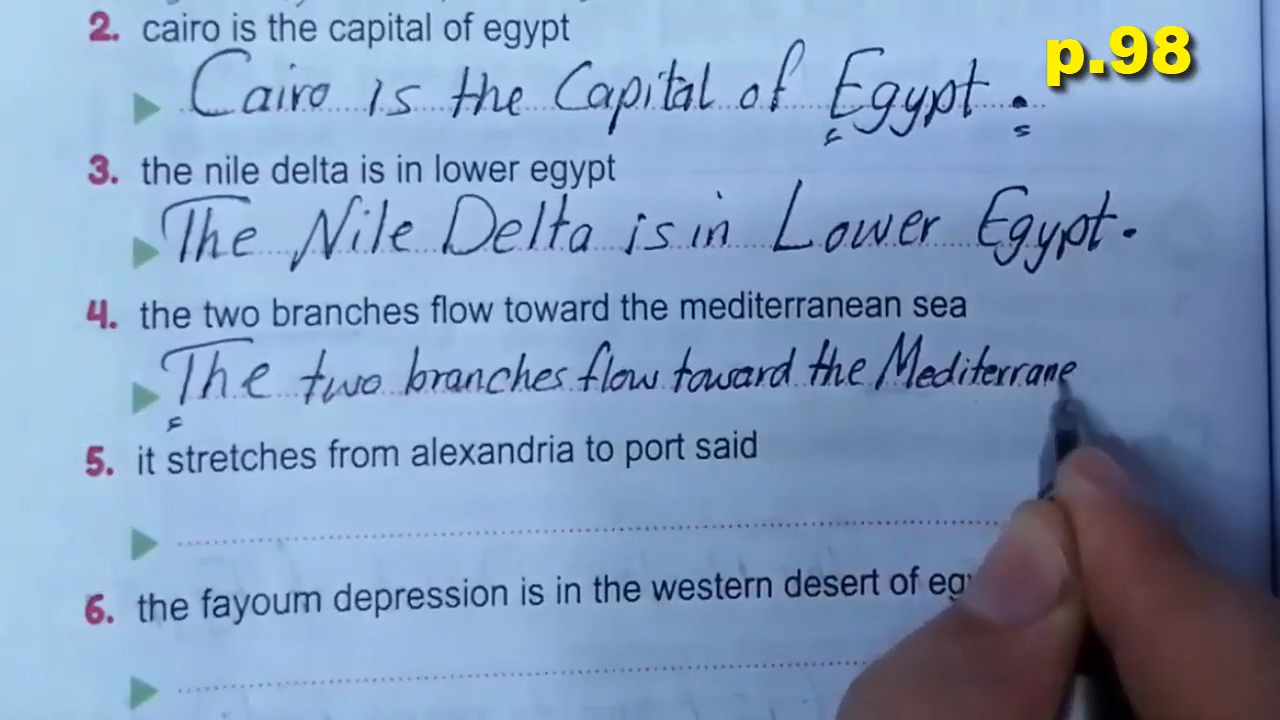 2. cairo is the capital of egypt
p.98
Cairo is the Capital of Egypt.
3. the nile delta is in lower egypt
The Nile Delta is in Lower Egypt.
4. the two branches flow toward the mediterranean sea
The two branches flow toward the Mediterrane
5. it stretches from alexandria to port said
6. the fayoum depression is in the western desert of